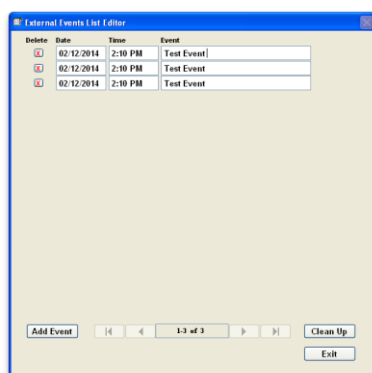 External Events List Editor
Delete Date Time Event
x 02/12/2014 2:10 PM Test Event
x 02/12/2014 2:10 PM Test Event
x 02/12/2014 2:10 PM Test Event
Add Event 1-3 of 3 Clean Up
Exit